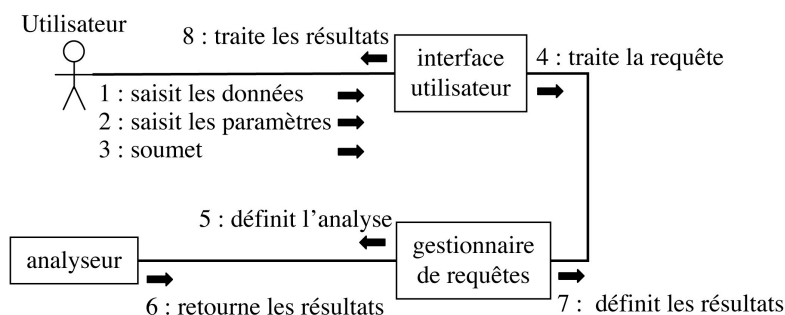 Utilisateur
8 : traite les résultats
interface
utilisateur
4 : traite la requête
1 : saisit les données
2 : saisit les paramètres
3 : soumet
5 : définit l'analyse
analyseur
gestionnaire
de requêtes
6 : retourne les résultats
7 : définit les résultats